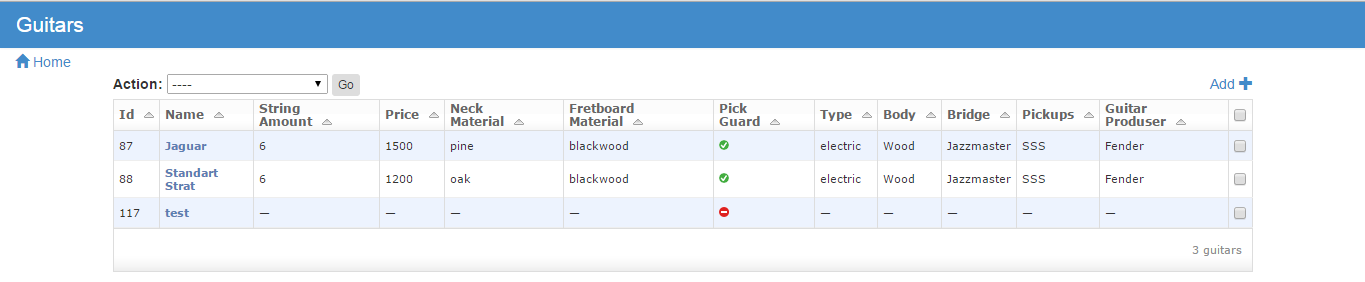 Guitars
Home
Action: ---- Go Add
Id Name String Amount Price Neck Material Fretboard Material Pick Guard Type Body Bridge Pickups Guitar Produser
87 Jaguar 6 1500 pine blackwood electric Wood Jazzmaster SSS Fender
88 Standart Strat 6 1200 oak blackwood electric Wood Jazzmaster SSS Fender
117 test — — — — — — — — —
3 guitars